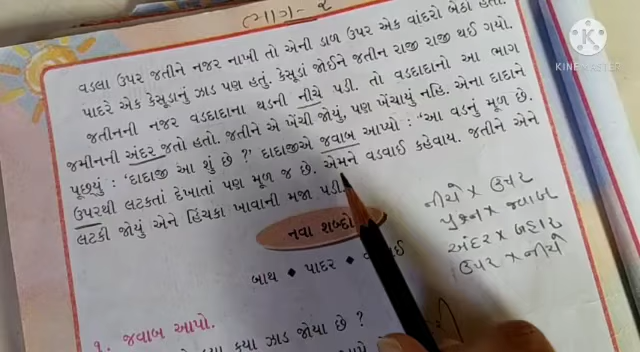 ભાગ - ૨
વડલા ઉપર જતીને નજર નાખી તો એની ડાળ ઉપર એક વાંદરો બેઠો હતો.
પાદરે એક કેસુડાનું ઝાડ પણ હતું. કેસુડા જોઈને જતીન રાજી રાજી થઈ ગયો.
જતીનની નજર વડદાદાના થડની નીચે પડી. તો વડદાદાનો આ ભાગ
જમીનની અંદર જતો હતો. જતીને એ ખેંચી જોયું, પણ ખેંચાયું નહિ. એના દાદાને
પૂછ્યું : ‘દાદાજી આ શું છે ?’ દાદાજીએ જવાબ આપ્યો : ‘આ વડનું મૂળ છે.
ઉપરથી લટકતાં દેખાતાં પણ મૂળ જ છે. એમને વડવાઈ કહેવાય. જતીને એને
લટકી જોયું એને હિંચકા ખાવાની મજા પડી
નવા શબ્દો
બાથ ◆ પાદર ◆
૧. જવાબ આપો.
કયા ઝાડ જોયા છે ?
નીચે × ઉપર
પ્રશ્ન × જવાબ
અંદર × બહાર
ઉપર × નીચે
KINEMASTER